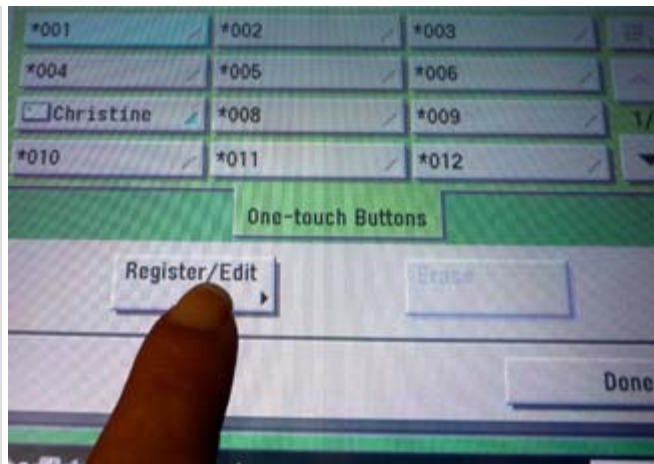 *001 *002 *003
*004 *005 *006
Christine *008 *009
1/
*010 *011 *012
One-touch Buttons
Register/Edit Erase
Done